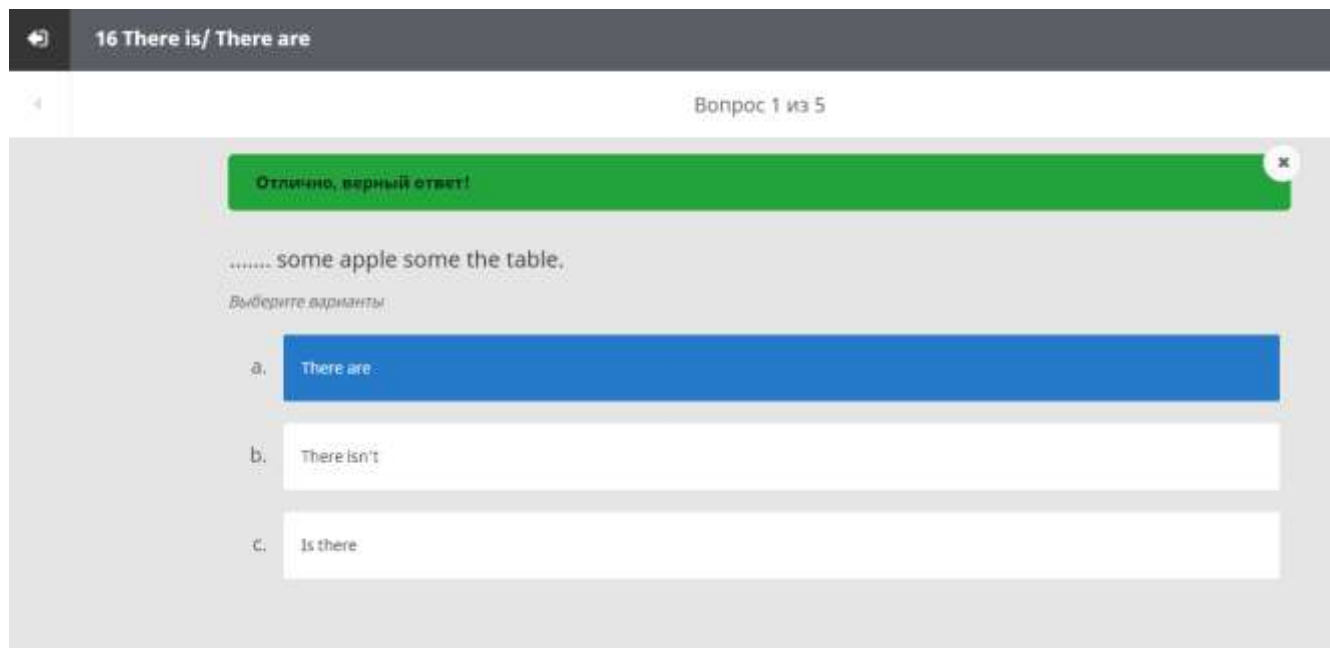 16 There is/ There are
Вопрос 1 из 5
Отлично, верный ответ!
....... some apple some the table.
Выберите варианты
a. There are
b. There isn't
c. Is there